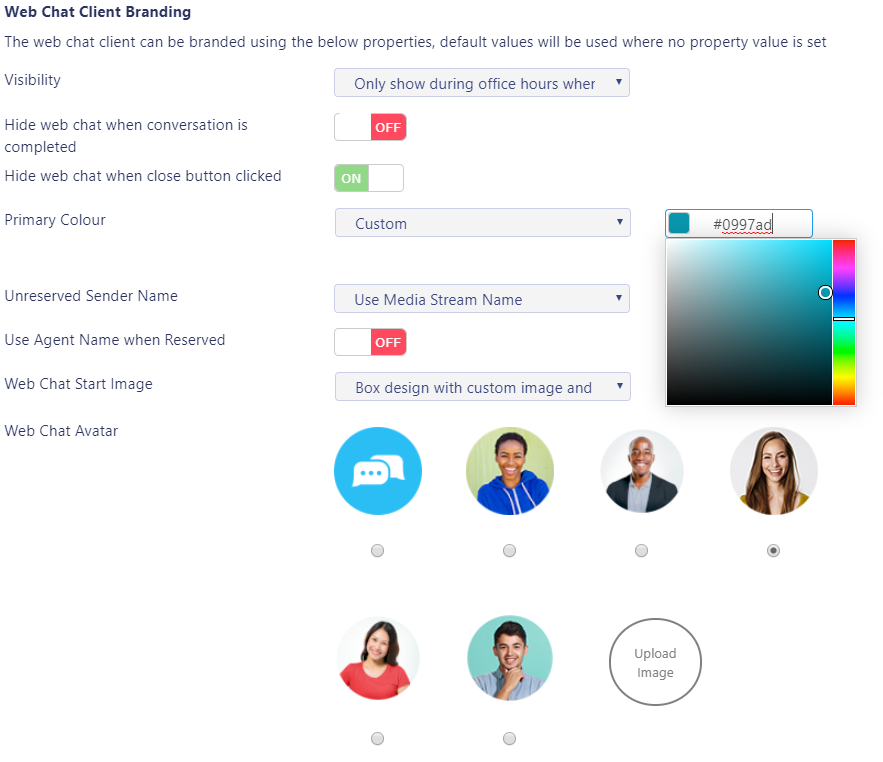 Web Chat Client Branding
The web chat client can be branded using the below properties, default values will be used where no property value is set
Visibility
Only show during office hours wher
Hide web chat when conversation is
completed
OFF
Hide web chat when close button clicked
ON
Primary Colour
Custom
#0997ad
Unreserved Sender Name
Use Media Stream Name
Use Agent Name when Reserved
OFF
Web Chat Start Image
Box design with custom image and
Web Chat Avatar
Upload
Image